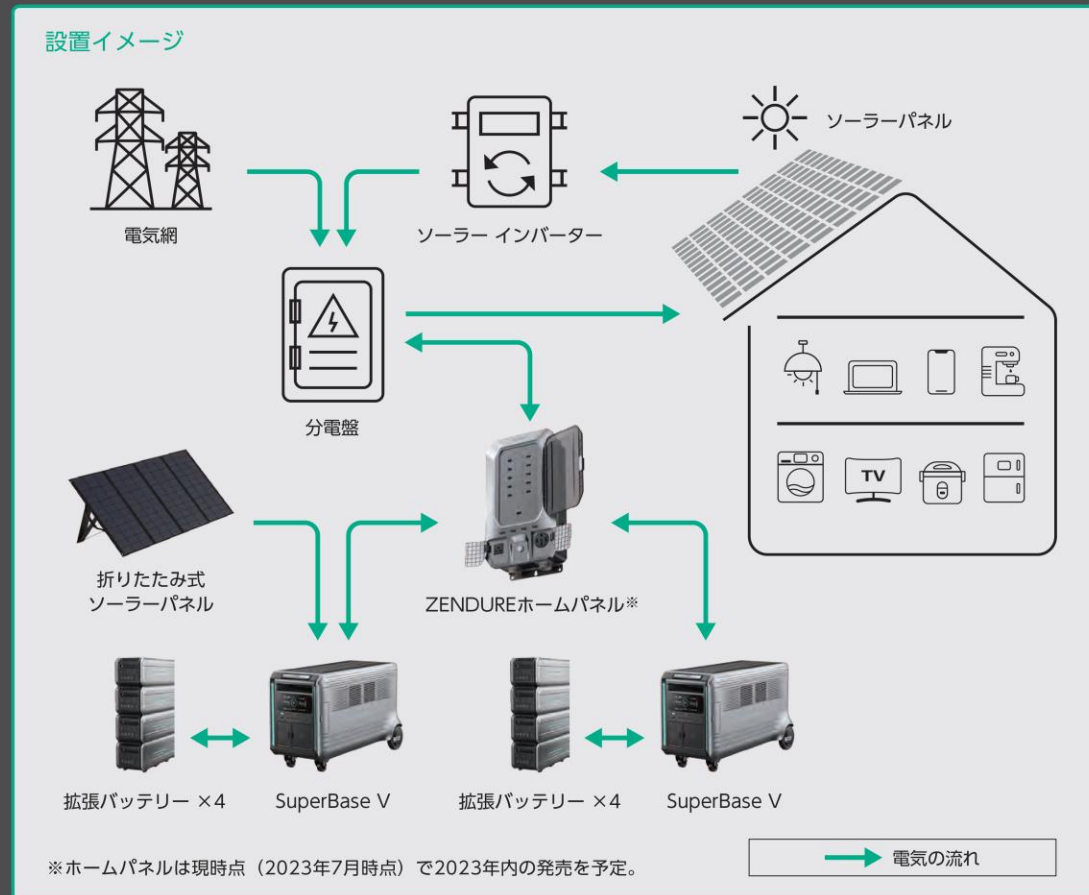 設置イメージ
ソーラーパネル
電気網
ソーラー インバーター
分電盤
TV
折りたたみ式
ソーラーパネル
ZENDUREホームパネル※
拡張バッテリー ×4
SuperBase V
拡張バッテリー ×4
SuperBase V
※ホームパネルは現時点（2023年7月時点）で2023年内の発売を予定。
電気の流れ